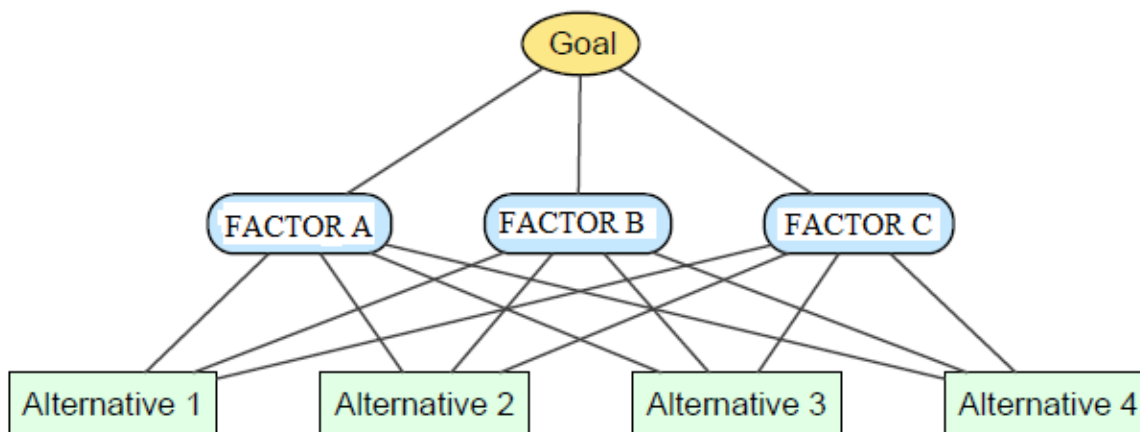 Goal
FACTOR A
FACTOR B
FACTOR C
Alternative 1
Alternative 2
Alternative 3
Alternative 4